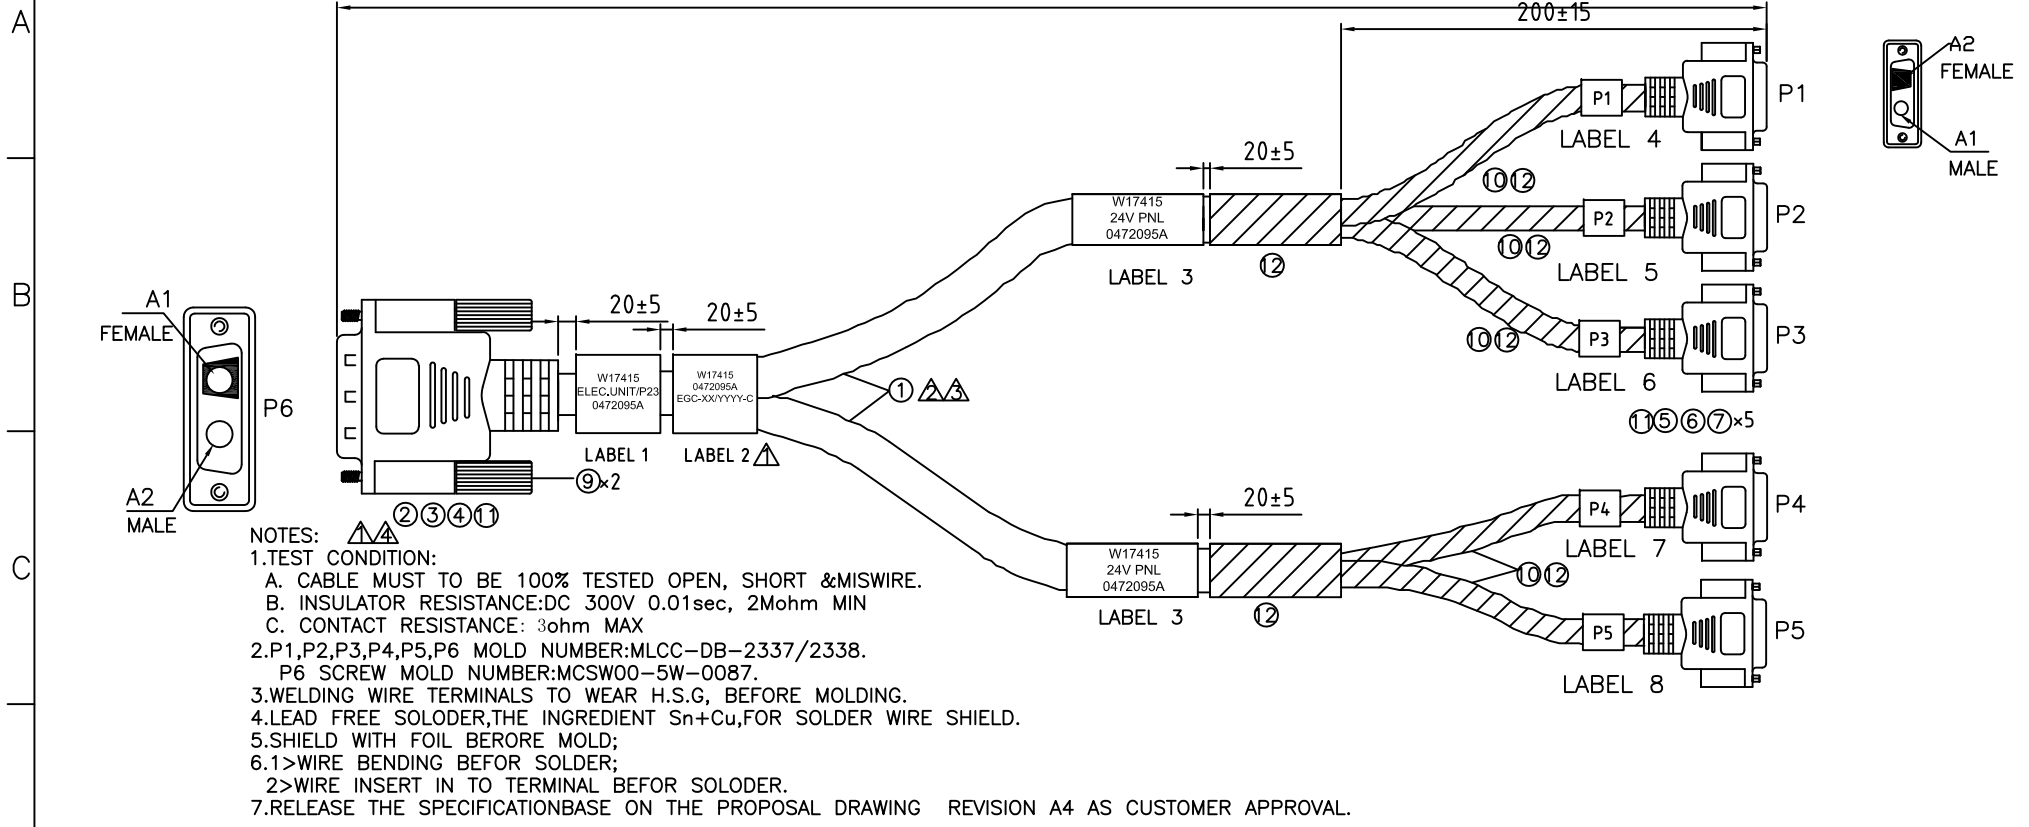 A
200±15
A2
FEMALE
P1
P1
LABEL 4
A1
MALE
20±5
W17415
24V PNL
0472095A
LABEL 3
⑫
⑩⑫
P2
P2
⑩⑫
LABEL 5
B
A1
FEMALE
20±5
20±5
⑩⑫
P3
P3
LABEL 6
⑪⑤⑥⑦×5
P6
W17415
ELEC.UNIT/P23
0472095A
W17415
0472095A
EGC-XX/YYYY-C
① 2 3
LABEL 1
LABEL 2 1
⑨×2
A2
MALE
②③④⑪
20±5
P4
P4
LABEL 7
W17415
24V PNL
0472095A
LABEL 3
⑫
⑩⑫
P5
P5
LABEL 8
C
NOTES: 1 4
1.TEST CONDITION:
A. CABLE MUST TO BE 100% TESTED OPEN, SHORT &MISWIRE.
B. INSULATOR RESISTANCE:DC 300V 0.01sec, 2Mohm MIN
C. CONTACT RESISTANCE: 3ohm MAX
2.P1,P2,P3,P4,P5,P6 MOLD NUMBER:MLCC-DB-2337/2338.
P6 SCREW MOLD NUMBER:MCSW00-5W-0087.
3.WELDING WIRE TERMINALS TO WEAR H.S.G, BEFORE MOLDING.
4.LEAD FREE SOLODER,THE INGREDIENT Sn+Cu,FOR SOLDER WIRE SHIELD.
5.SHIELD WITH FOIL BERORE MOLD;
6.1>WIRE BENDING BEFOR SOLDER;
2>WIRE INSERT IN TO TERMINAL BEFOR SOLODER.
7.RELEASE THE SPECIFICATIONBASE ON THE PROPOSAL DRAWING REVISION A4 AS CUSTOMER APPROVAL.